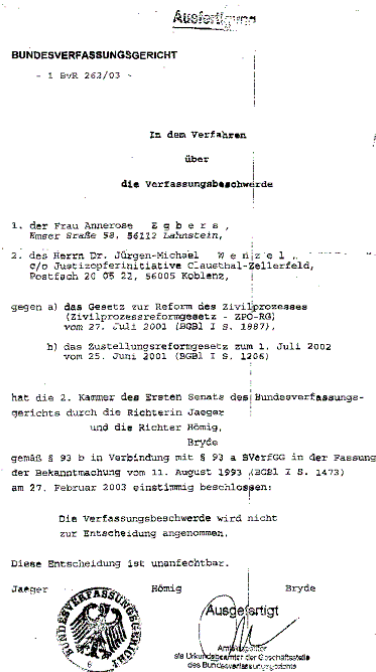 Ausfertigung
BUNDESVERFASSUNGSGERICHT
- 1 BvR 262/03 -
In dem Verfahren
über
die Verfassungsbeschwerde
1. der Frau Annerose E g b e r s ,
Emser Sraße 58, 56112 Lahnstein,
2. des Herrn Dr. Jürgen-Michael W e n z e l ,
c/o Justizopferinitiative Clausthal-Zellerfeld,
Postfach 20 05 22, 56005 Koblenz,
gegen a) das Gesetz zur Reform des Zivilprozesses
(Zivilprozessreformgesetz - ZPO-RG)
vom 27. Juli 2001 (BGBl I S. 1887),
b) das Zustellungsreformgesetz zum 1. Juli 2002
vom 25. Juni 2001 (BGBl I S. 1206)
hat die 2. Kammer des Ersten Senats des Bundesverfassungs-
gerichts durch die Richterin Jaeger
und die Richter Hömig,
Bryde
gemäß § 93 b in Verbindung mit § 93 a BVerfGG in der Fassung
der Bekanntmachung vom 11. August 1993 (BGBl I S. 1473)
am 27. Februar 2003 einstimmig beschlossen:
Die Verfassungsbeschwerde wird nicht
zur Entscheidung angenommen.
Diese Entscheidung ist unanfechtbar.
Jaeger Hömig Bryde
BUNDESVERFASSUNGSGERICHT
6
Ausgefertigt
als Urkundsbeamter der Geschäftsstelle
des Bundesverfassungsgerichts